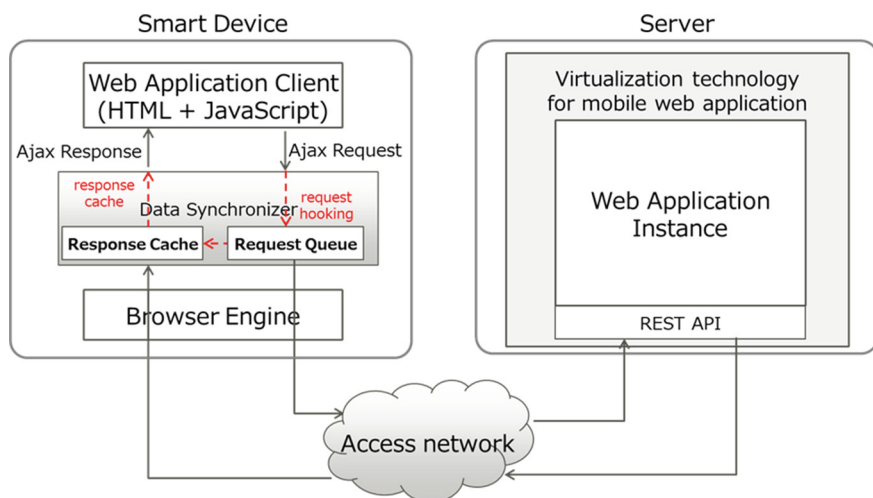 Smart Device
Server
Web Application Client
(HTML + JavaScript)
Ajax Response
Ajax Request
response
cache
request
hooking
Data Synchronizer
Response Cache
Request Queue
Browser Engine
Virtualization technology
for mobile web application
Web Application
Instance
REST API
Access network